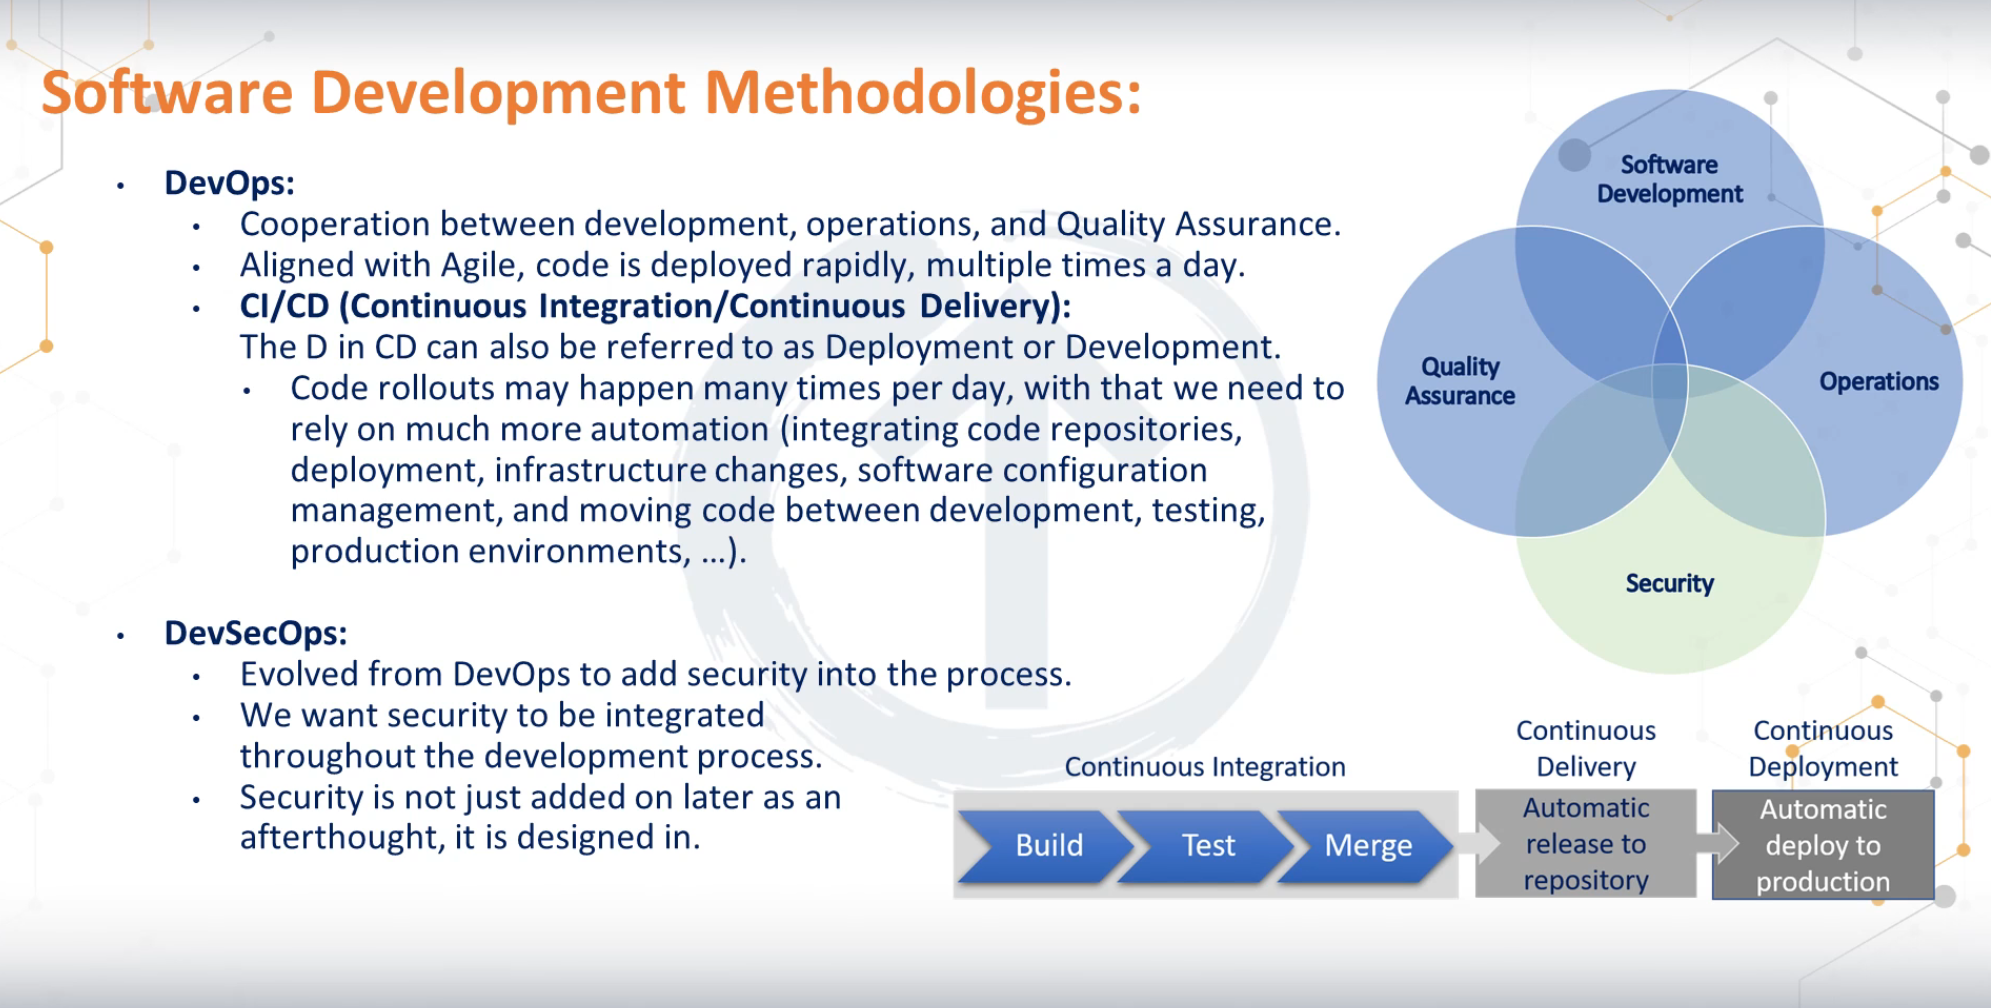 Software Development Methodologies:
• DevOps:
• Cooperation between development, operations, and Quality Assurance.
• Aligned with Agile, code is deployed rapidly, multiple times a day.
• CI/CD (Continuous Integration/Continuous Delivery):
The D in CD can also be referred to as Deployment or Development.
• Code rollouts may happen many times per day, with that we need to
rely on much more automation (integrating code repositories,
deployment, infrastructure changes, software configuration
management, and moving code between development, testing,
production environments, ...).
• DevSecOps:
• Evolved from DevOps to add security into the process.
• We want security to be integrated
throughout the development process.
• Security is not just added on later as an
afterthought, it is designed in.
Software
Development
Quality
Assurance
Operations
Security
Continuous Integration
Build
Test
Merge
Continuous
Delivery
Automatic
release to
repository
Continuous
Deployment
Automatic
deploy to
production